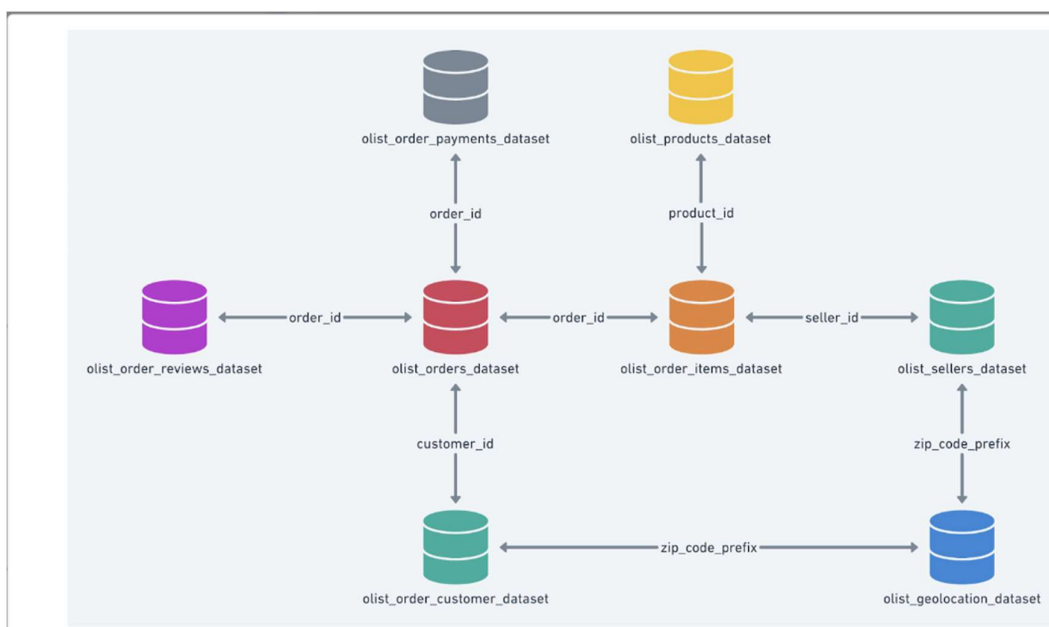 olist_order_payments_dataset
olist_products_dataset
order_id
product_id
order_id
order_id
seller_id
olist_order_reviews_dataset
olist_orders_dataset
olist_order_items_dataset
olist_sellers_dataset
customer_id
zip_code_prefix
zip_code_prefix
olist_order_customer_dataset
olist_geolocation_dataset